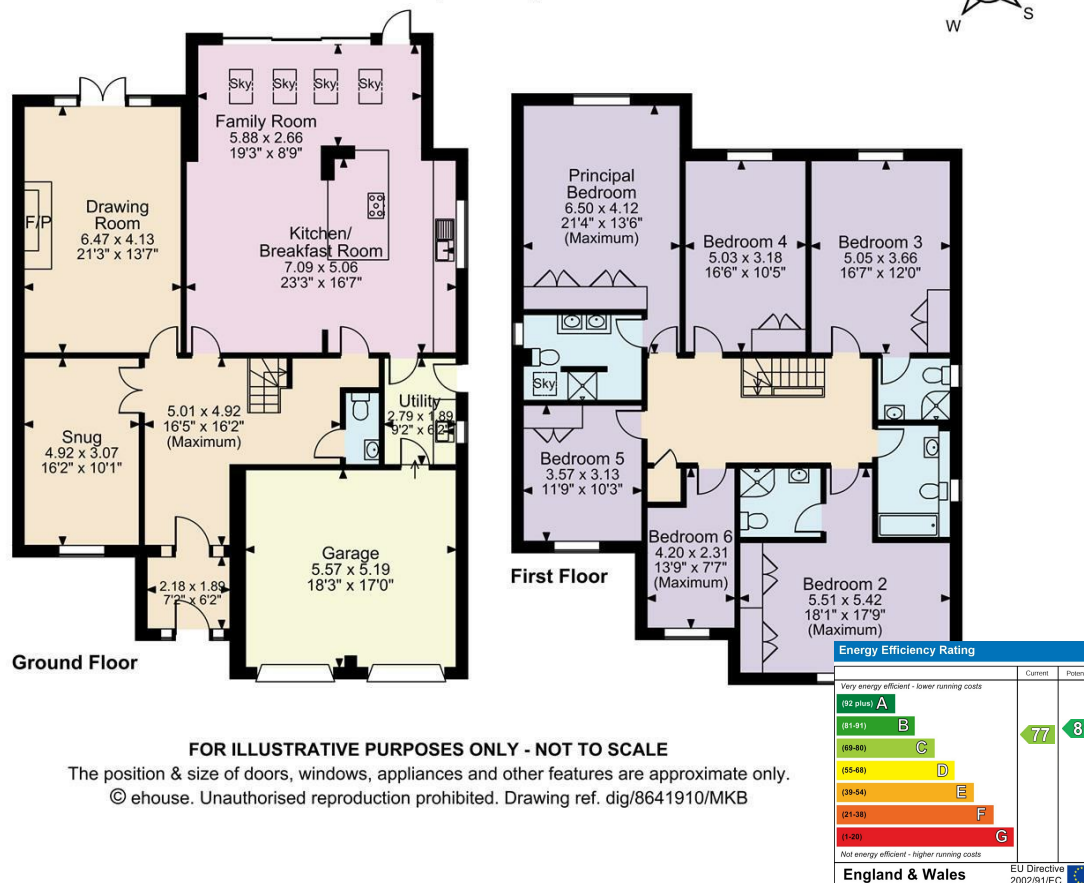 W
S
Sky
Sky
Sky
Sky
Family Room
5.88 x 2.66
19'3" x 8'9"
F/P
Drawing
Room
6.47 x 4.13
21'3" x 13'7"
Kitchen/
Breakfast Room
7.09 x 5.06
23'3" x 16'7"
Snug
4.92 x 3.07
16'2" x 10'1"
5.01 x 4.92
16'5" x 16'2"
(Maximum)
Utility
2.79 x 1.89
9'2" x 6'2"
Garage
5.57 x 5.19
18'3" x 17'0"
2.18 x 1.89
7'2" x 6'2"
Ground Floor
Principal
Bedroom
6.50 x 4.12
21'4" x 13'6"
(Maximum)
Bedroom 4
5.03 x 3.18
16'6" x 10'5"
Bedroom 3
5.05 x 3.66
16'7" x 12'0"
Sky
Bedroom 5
3.57 x 3.13
11'9" x 10'3"
Bedroom 6
4.20 x 2.31
13'9" x 7'7"
(Maximum)
Bedroom 2
5.51 x 5.42
18'1" x 17'9"
(Maximum)
First Floor
FOR ILLUSTRATIVE PURPOSES ONLY - NOT TO SCALE
The position & size of doors, windows, appliances and other features are approximate only.
© ehouse. Unauthorised reproduction prohibited. Drawing ref. dig/8641910/MKB
Energy Efficiency Rating
Current
Very energy efficient - lower running costs
(92 plus) A
(81-91) B
(69-80) C
(55-68) D
(39-54) E
(21-38) F
(1-20) G
77
Not energy efficient - higher running costs
England & Wales
EU Directive
2002/91/EC